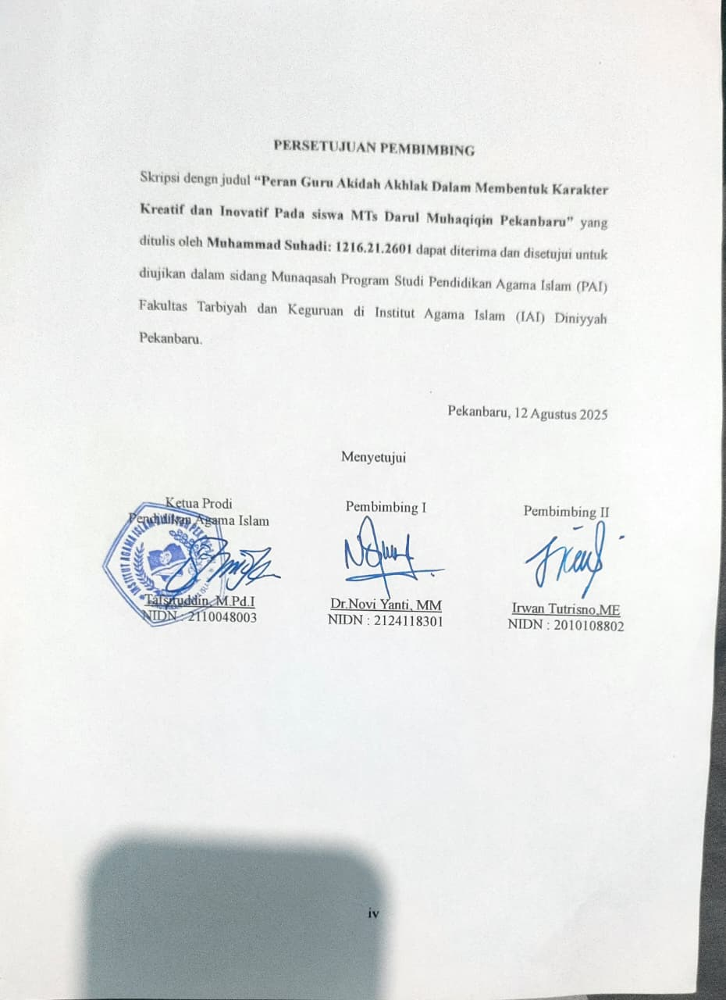 PERSETUJUAN PEMBIMBING
Skripsi dengn judul “Peran Guru Akidah Akhlak Dalam Membentuk Karakter
Kreatif dan Inovatif Pada siswa MTs Darul Muhaqiqin Pekanbaru” yang
ditulis oleh Muhammad Suhadi: 1216.21.2601 dapat diterima dan disetujui untuk
diujikan dalam sidang Munaqasah Program Studi Pendidikan Agama Islam (PAI)
Fakultas Tarbiyah dan Keguruan di Institut Agama Islam (IAI) Diniyyah
Pekanbaru.
Pekanbaru, 12 Agustus 2025
Menyetujui
Ketua Prodi
Pendidikan Agama Islam
INSTITUT AGAMA ISLAM
M.Pd.I
NIDN : 2110048003
Pembimbing I
Dr.Novi Yanti, MM
NIDN : 2124118301
Pembimbing II
Irwan Tutrisno,ME
NIDN : 2010108802
iv